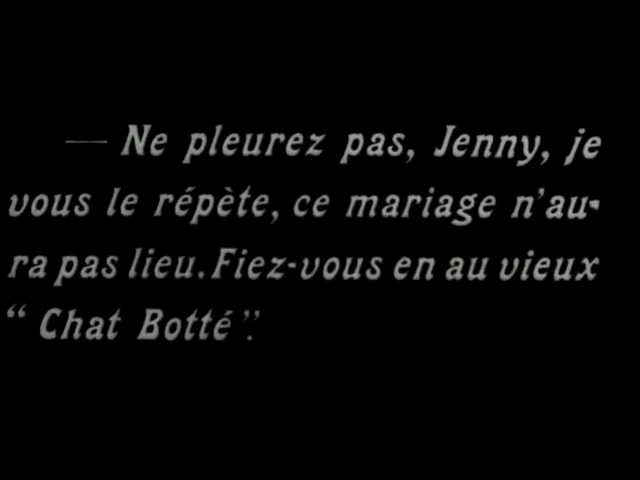 — Ne pleurez pas, Jenny, je
vous le répète, ce mariage n'au-
ra pas lieu. Fiez-vous en au vieux
“ Chat Botté ”.